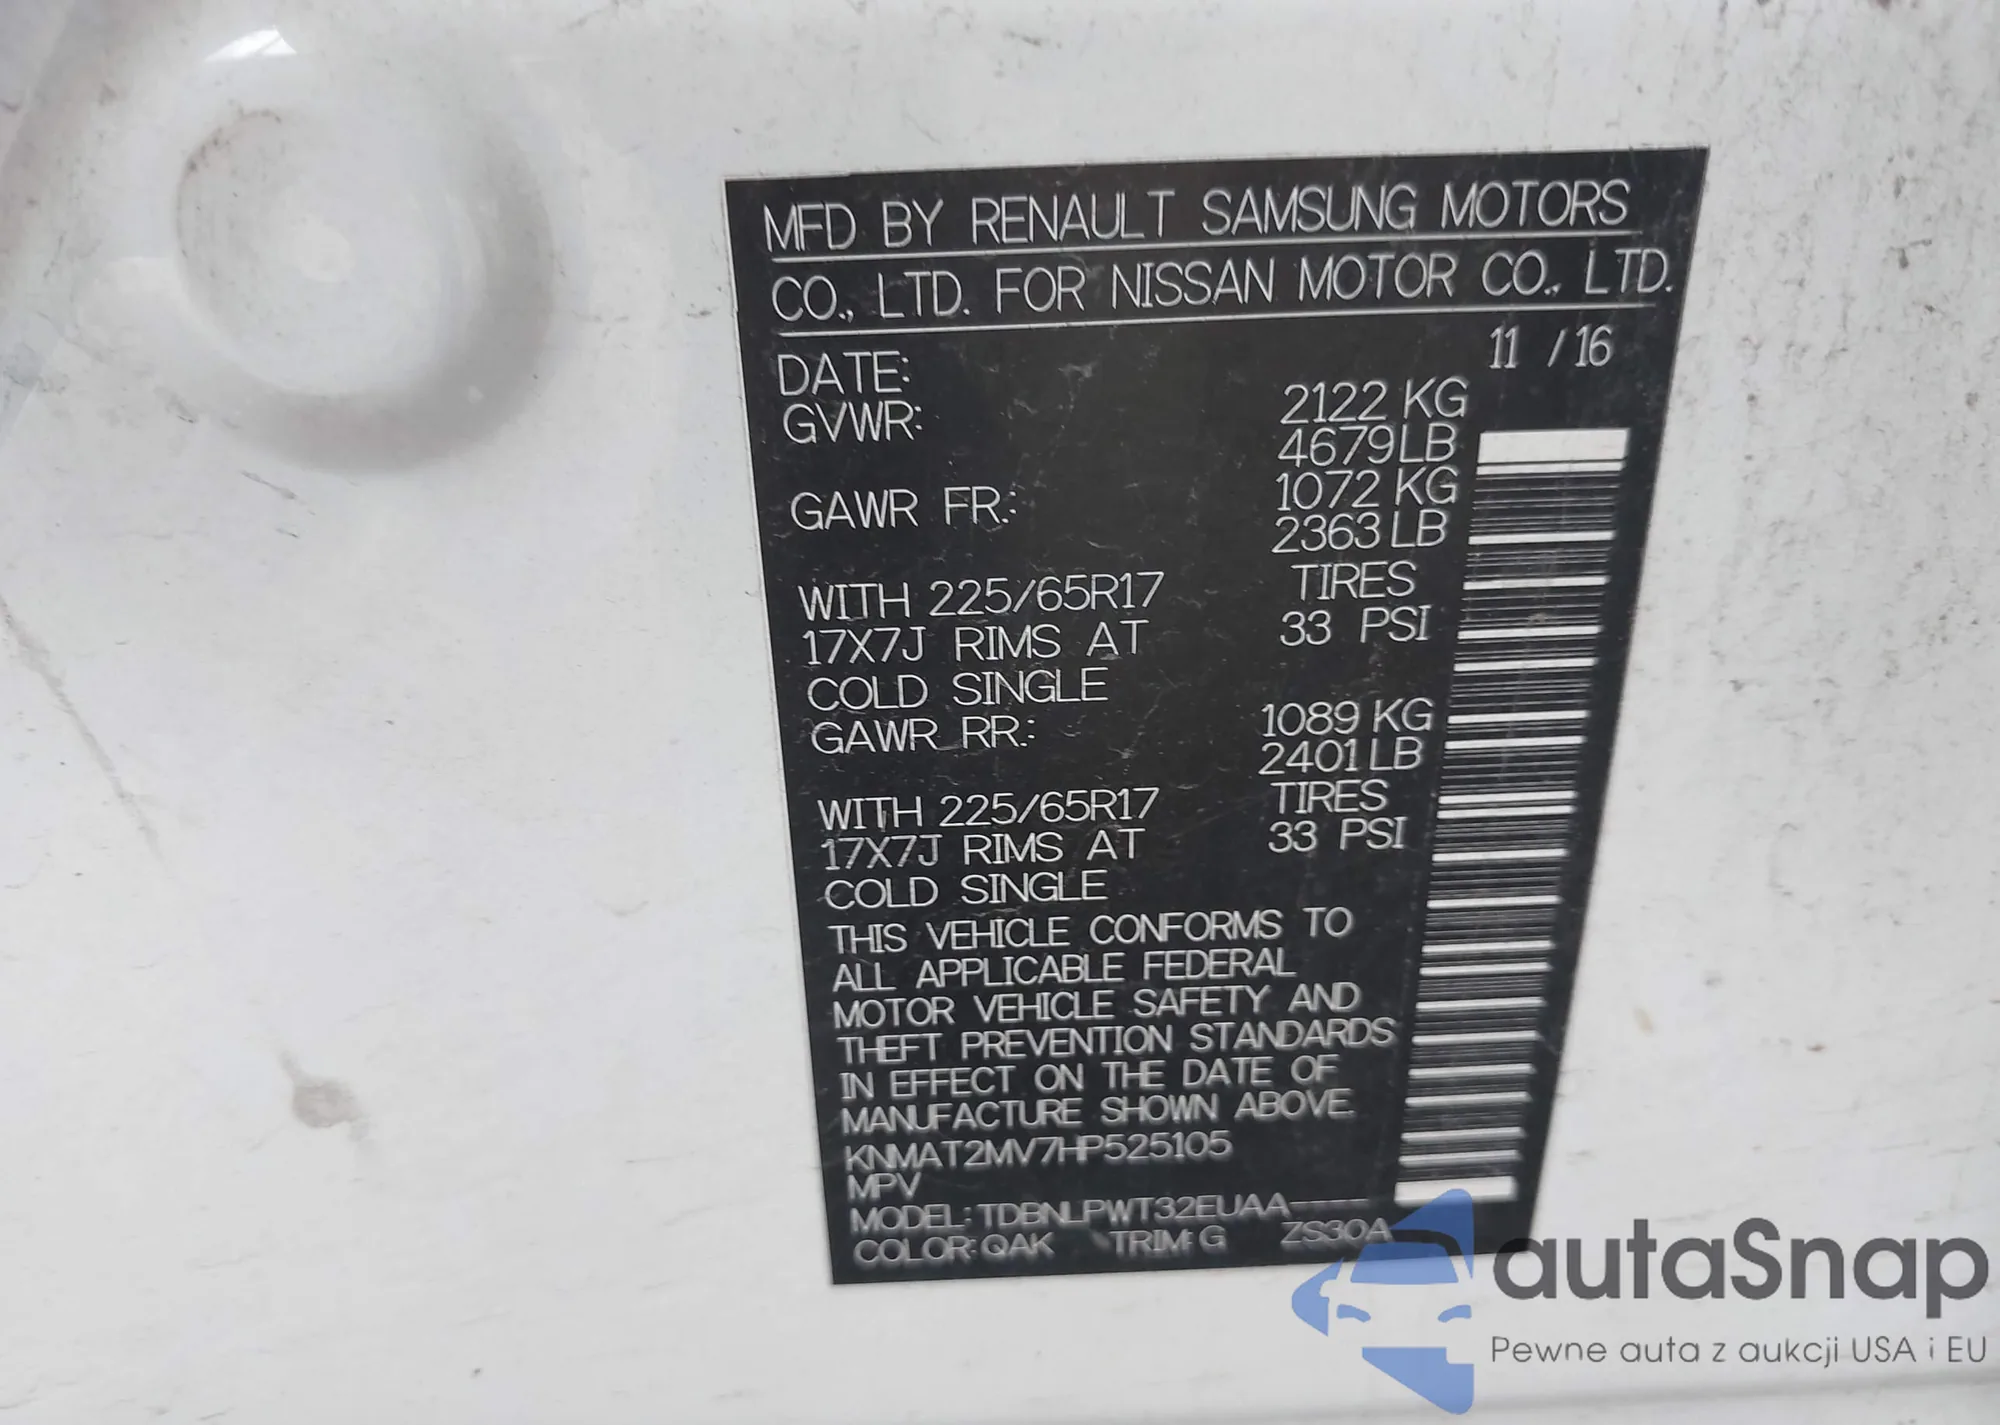 MFD BY RENAULT SAMSUNG MOTORS
CO., LTD. FOR NISSAN MOTOR CO., LTD.
DATE: 11 /16
GVWR: 2122 KG
4679 LB
GAWR FR.: 1072 KG
2363 LB
WITH 225/65R17 TIRES
17X7J RIMS AT 33 PSI
COLD SINGLE
GAWR RR.: 1089 KG
2401 LB
WITH 225/65R17 TIRES
17X7J RIMS AT 33 PSI
COLD SINGLE
THIS VEHICLE CONFORMS TO
ALL APPLICABLE FEDERAL
MOTOR VEHICLE SAFETY AND
THEFT PREVENTION STANDARDS
IN EFFECT ON THE DATE OF
MANUFACTURE SHOWN ABOVE.
KNMAT2MV7HP525105
MPV
MODEL: TDBNLPWT32EUAA----
COLOR: QAK TRIM: G ZS30A
autaSnap
Pewne auta z aukcji USA i EU